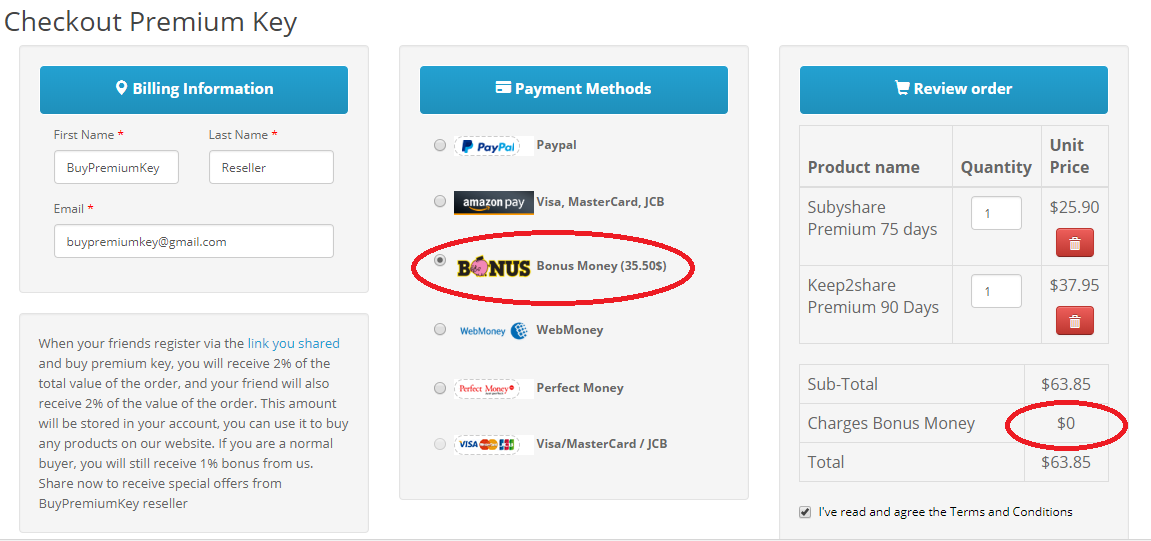 Checkout Premium Key
Billing Information
First Name *
Last Name *
BuyPremiumKey
Reseller
Email *
buypremiumkey@gmail.com
When your friends register via the link you shared
and buy premium key, you will receive 2% of the
total value of the order, and your friend will also
receive 2% of the value of the order. This amount
will be stored in your account, you can use it to buy
any products on our website. If you are a normal
buyer, you will still receive 1% bonus from us.
Share now to receive special offers from
BuyPremiumKey reseller
Payment Methods
PayPal Paypal
amazon pay Visa, MasterCard, JCB
BONUS Bonus Money (35.50$)
WebMoney WebMoney
Perfect Money Perfect Money
VISA MasterCard JCB Visa/MasterCard / JCB
Review order
Product name Quantity Unit
Price
Subyshare
Premium 75 days
1
$25.90
Keep2share
Premium 90 Days
1
$37.95
Sub-Total $63.85
Charges Bonus Money $0
Total $63.85
I've read and agree the Terms and Conditions